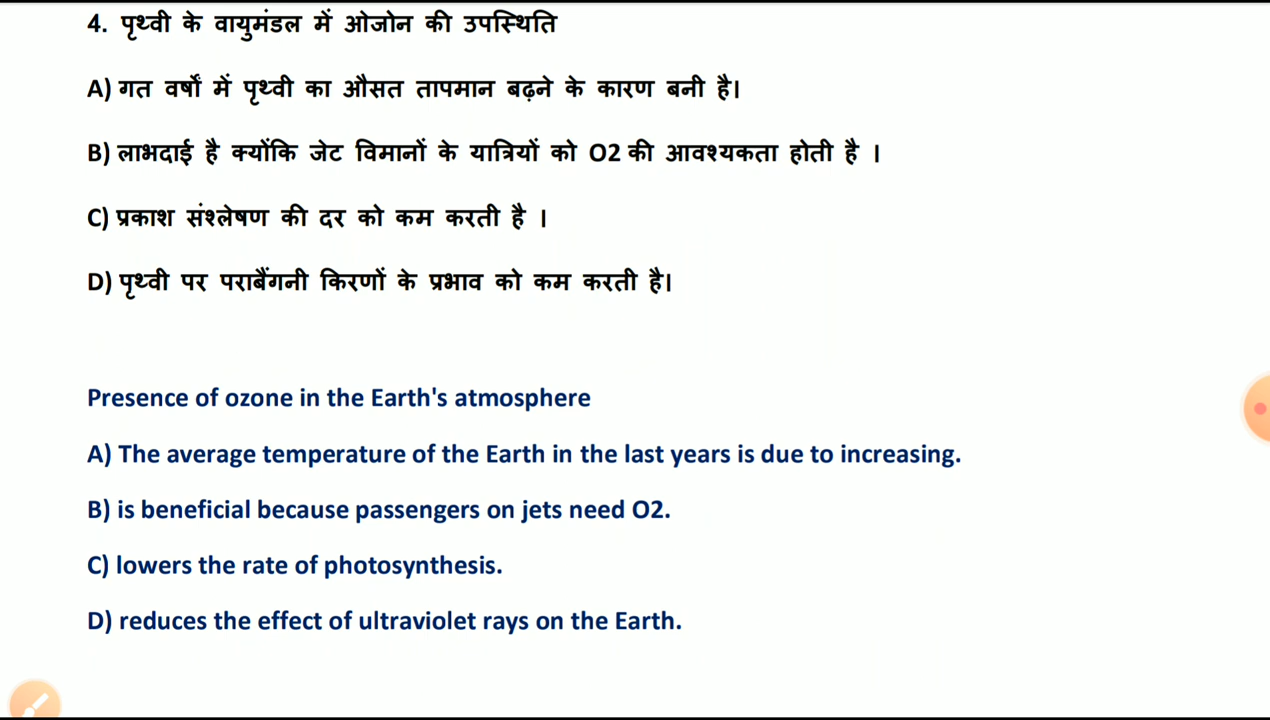 4. पृथ्वी के वायुमंडल में ओजोन की उपस्थिति
A) गत वर्षों में पृथ्वी का औसत तापमान बढ़ने के कारण बनी है।
B) लाभदाई है क्योंकि जेट विमानों के यात्रियों को O2 की आवश्यकता होती है ।
C) प्रकाश संश्लेषण की दर को कम करती है ।
D) पृथ्वी पर पराबैंगनी किरणों के प्रभाव को कम करती है।
Presence of ozone in the Earth's atmosphere
A) The average temperature of the Earth in the last years is due to increasing.
B) is beneficial because passengers on jets need O2.
C) lowers the rate of photosynthesis.
D) reduces the effect of ultraviolet rays on the Earth.